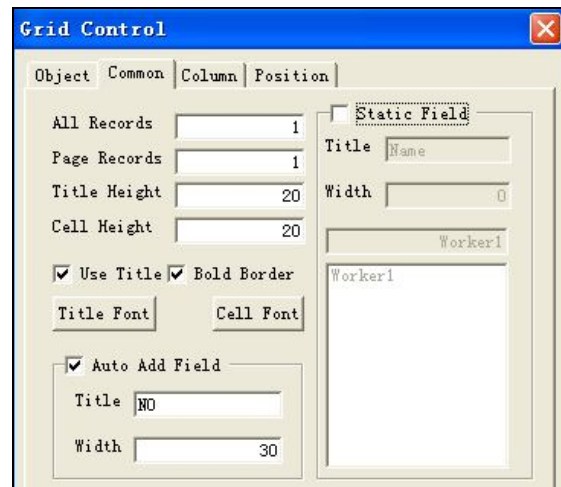 Grid Control
Object Common Column Position
All Records 1
Page Records 1
Title Height 20
Cell Height 20
Use Title Bold Border
Title Font Cell Font
Auto Add Field
Title NO
Width 30
Static Field
Title Name
Width 0
Worker1
Worker1